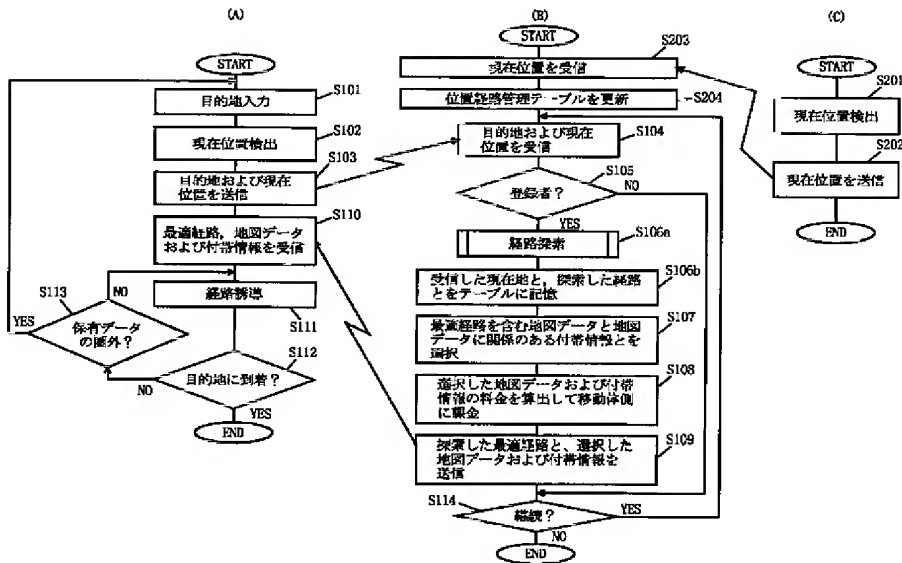 (A)
START
目的地入力
S101
現在位置検出
S102
目的地および現在
位置を送信
S103
最適経路,地図データ
および付帯情報を受信
S110
経路誘導
S111
目的地に到着?
S112
NO
YES
END
保有データ
の圏外?
S113
NO
YES
(B)
START
現在位置を受信
S203
位置経路管理テーブルを更新
S204
目的地および現在
位置を受信
S104
登録者?
S105
NO
YES
経路探索
S106a
受信した現在地と,探索した経路
とをテーブルに記憶
S106b
最適経路を含む地図データと地図
データに関係のある付帯情報とを
選択
S107
選択した地図データおよび付帯
情報の料金を算出して移動体側
に課金
S108
探索した最適経路と、選択した
地図データおよび付帯情報を
送信
S109
継続?
S114
YES
NO
END
(C)
START
現在位置検出
S201
現在位置を送信
S202
END